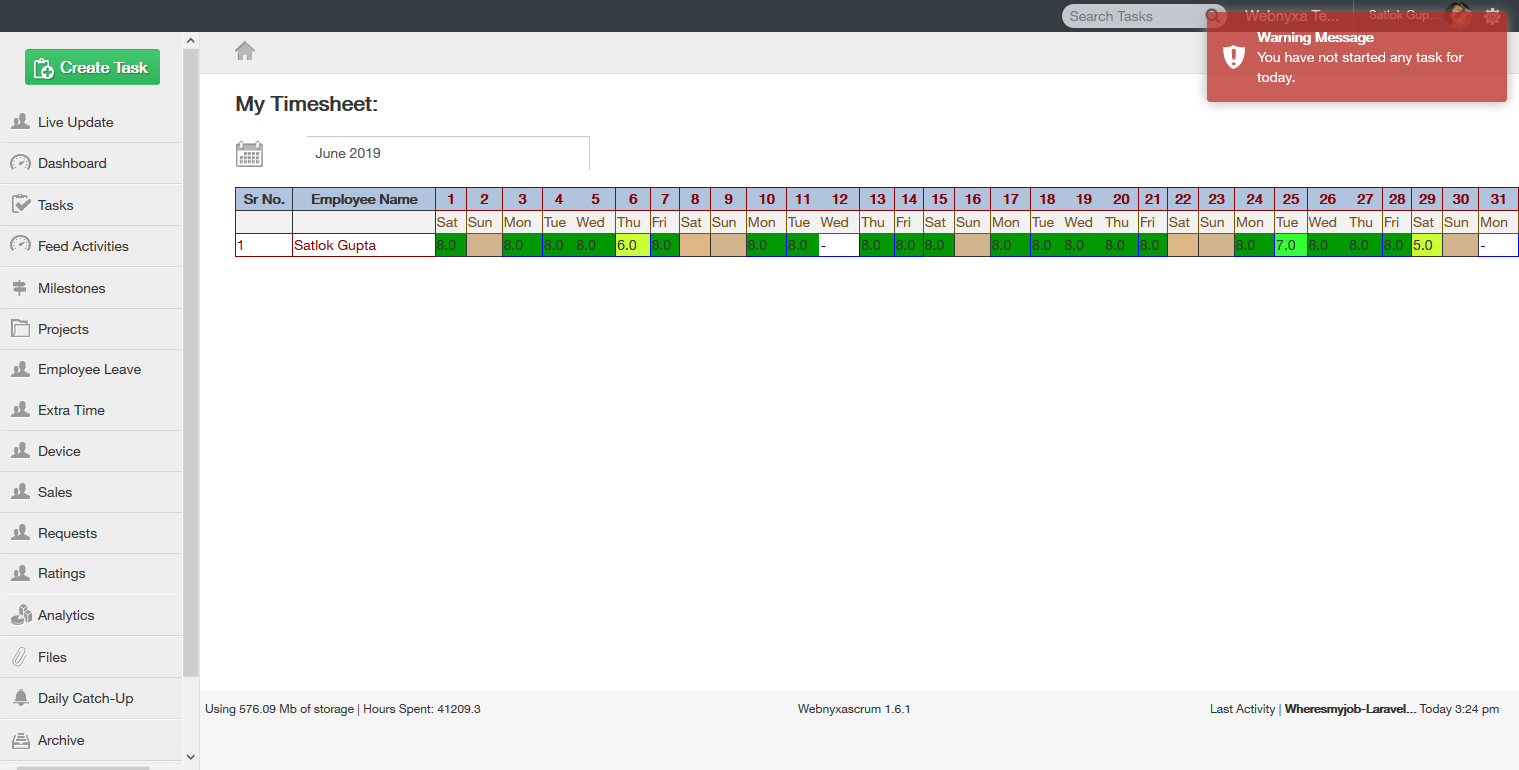 Search Tasks
Webnyxa Te...
Satlok Gup...
Warning Message
You have not started any task for
today.
Create Task
Live Update
Dashboard
Tasks
Feed Activities
Milestones
Projects
Employee Leave
Extra Time
Device
Sales
Requests
Ratings
Analytics
Files
Daily Catch-Up
Archive
My Timesheet:
June 2019
Sr No. Employee Name 1 2 3 4 5 6 7 8 9 10 11 12 13 14 15 16 17 18 19 20 21 22 23 24 25 26 27 28 29 30 31
Sat Sun Mon Tue Wed Thu Fri Sat Sun Mon Tue Wed Thu Fri Sat Sun Mon Tue Wed Thu Fri Sat Sun Mon Tue Wed Thu Fri Sat Sun Mon
1 Satlok Gupta 8.0 8.0 8.0 8.0 6.0 8.0 8.0 8.0 - 8.0 8.0 8.0 8.0 8.0 8.0 8.0 8.0 8.0 7.0 8.0 8.0 8.0 5.0 -
Using 576.09 Mb of storage | Hours Spent: 41209.3
Webnyxascrum 1.6.1
Last Activity | Wheresmyjob-Laravel... Today 3:24 pm